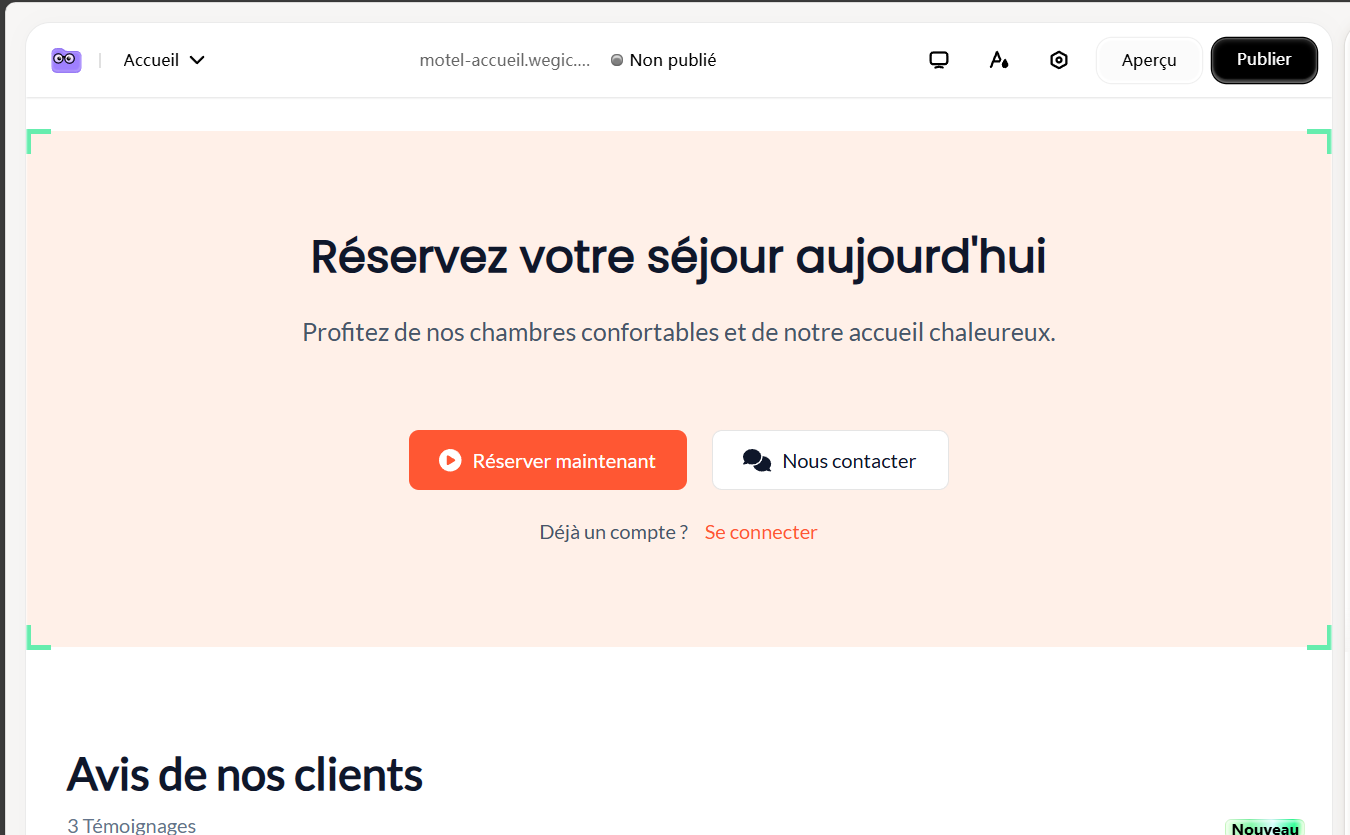 Accueil
motel-accueil.wegic....
Non publié
Aperçu
Publier
Réservez votre séjour aujourd'hui
Profitez de nos chambres confortables et de notre accueil chaleureux.
Réserver maintenant
Nous contacter
Déjà un compte ? Se connecter
Avis de nos clients
3 Témoignages
Nouveau